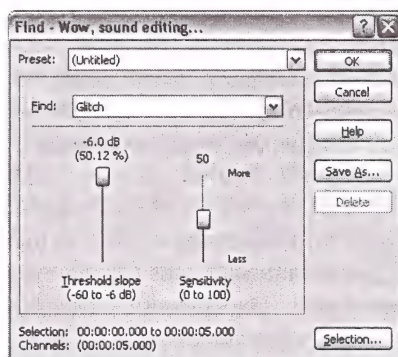 Find - Wow, sound editing...
Preset: (Untitled)
OK
Cancel
Find: Glitch
Help
-6.0 dB
(50.12 %)
50
More
Save As...
Delete
Less
Threshold slope
(-60 to -6 dB)
Sensitivity
(0 to 100)
Selection: 00:00:00.000 to 00:00:05.000
Channels: (00:00:05.000)
Selection...